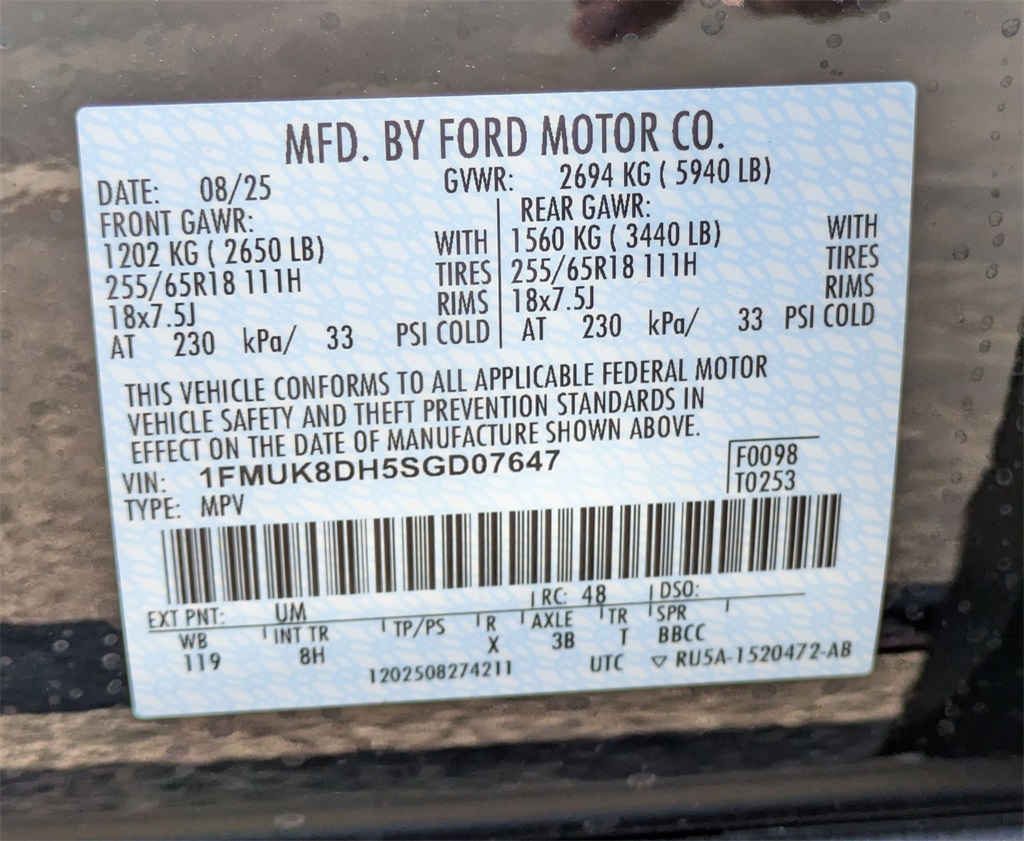 MFD. BY FORD MOTOR CO.
DATE: 08/25 GVWR: 2694 KG ( 5940 LB)
FRONT GAWR: REAR GAWR:
1202 KG ( 2650 LB) WITH 1560 KG ( 3440 LB) WITH
255/65R18 111H TIRES 255/65R18 111H TIRES
18x7.5J RIMS 18x7.5J RIMS
AT 230 kPa/ 33 PSI COLD AT 230 kPa/ 33 PSI COLD
THIS VEHICLE CONFORMS TO ALL APPLICABLE FEDERAL MOTOR
VEHICLE SAFETY AND THEFT PREVENTION STANDARDS IN
EFFECT ON THE DATE OF MANUFACTURE SHOWN ABOVE.
VIN: 1FMUK8DH5SGD07647 F0098
TYPE: MPV T0253
EXT PNT: UM RC: 48 DSO:
WB INT TR TP/PS R AXLE TR SPR
119 8H X 3B T BBCC
1202508274211 UTC ▽ RU5A-1520472-AB